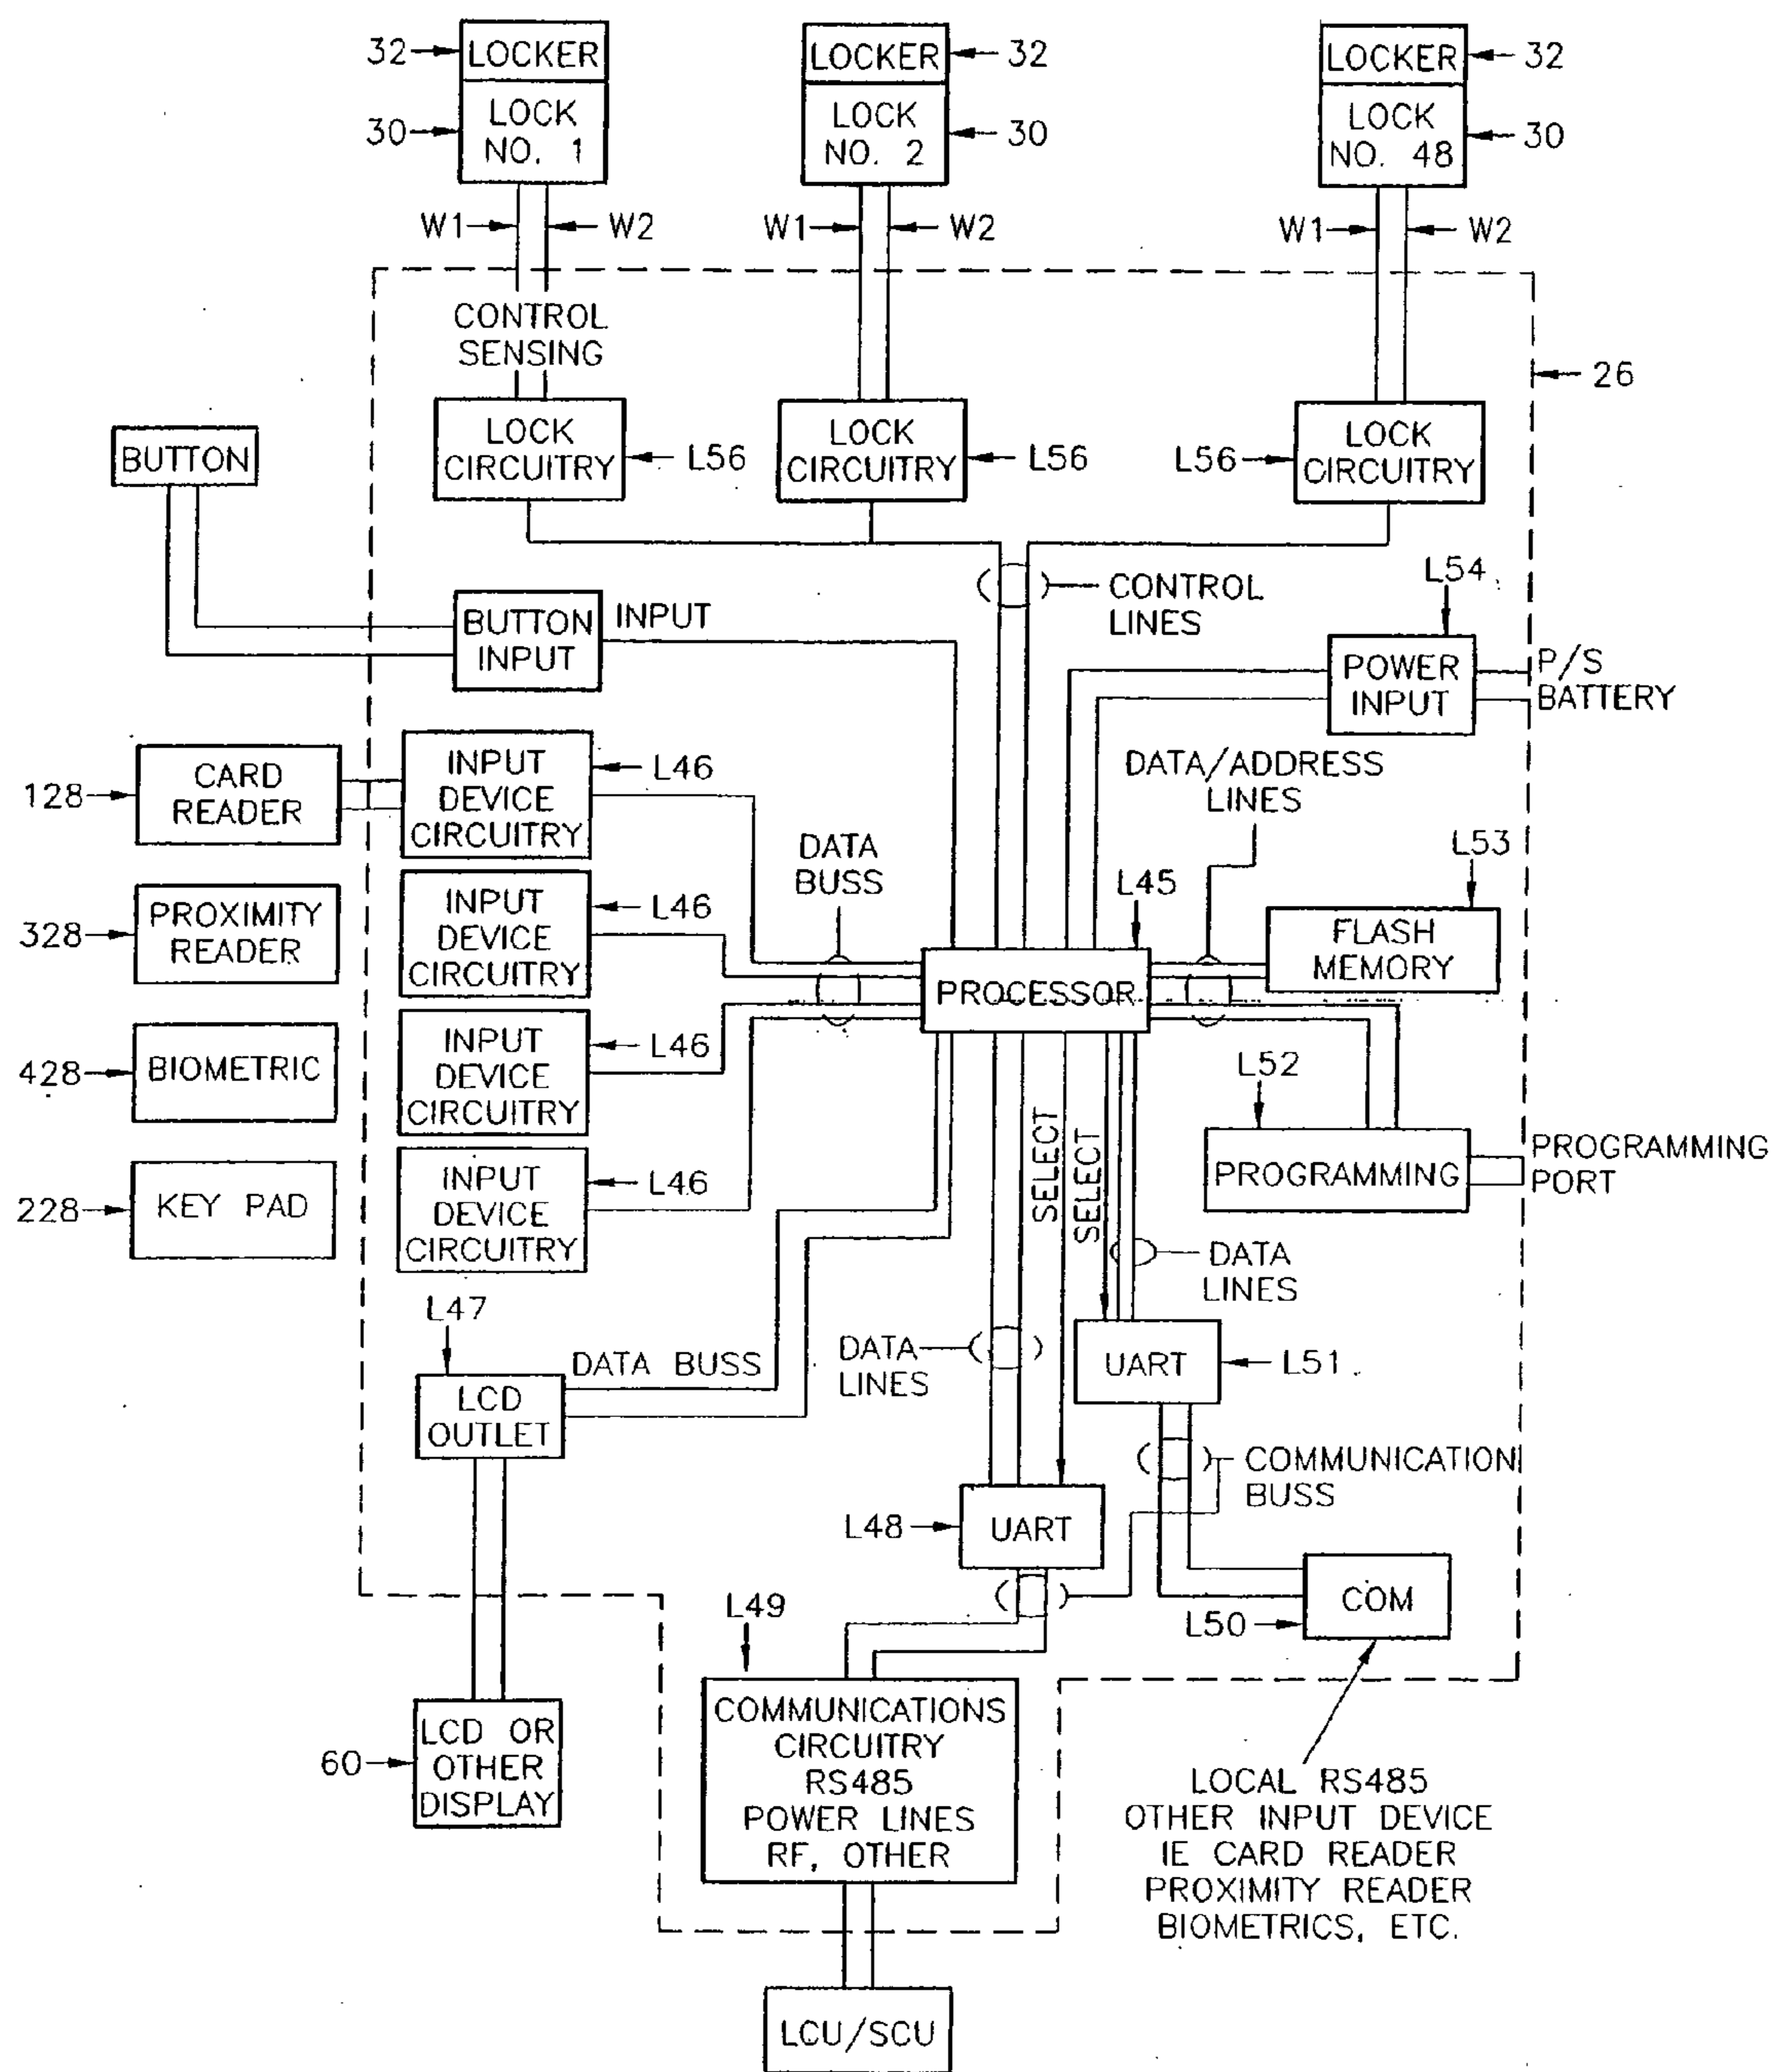 32 LOCKER
LOCKER 32
LOCKER 32
30 LOCK
NO. 1
LOCK
NO. 2 30
LOCK
NO. 48 30
W1 W2
W1 W2
W1 W2
CONTROL
SENSING
26
BUTTON
LOCK
CIRCUITRY L56
LOCK
CIRCUITRY L56
L56 LOCK
CIRCUITRY
CONTROL
LINES
L54
BUTTON
INPUT
INPUT
POWER
INPUT
P/S
BATTERY
128 CARD
READER
INPUT
DEVICE
CIRCUITRY
L46
DATA/ADDRESS
LINES
DATA
BUSS
L45
L53
328 PROXIMITY
READER
INPUT
DEVICE
CIRCUITRY
L46
PROCESSOR
FLASH
MEMORY
428 BIOMETRIC
INPUT
DEVICE
CIRCUITRY
L46
L52
PROGRAMMING
PROGRAMMING
PORT
228 KEY PAD
INPUT
DEVICE
CIRCUITRY
L46
SELECT
SELECT
DATA
LINES
L47
LCD
OUTLET
DATA BUSS
DATA
LINES
UART L51
COMMUNICATION
BUSS
L48 UART
L49
COM
L50
60 LCD OR
OTHER
DISPLAY
COMMUNICATIONS
CIRCUITRY
RS485
POWER LINES
RF, OTHER
LOCAL RS485
OTHER INPUT DEVICE
IE CARD READER
PROXIMITY READER
BIOMETRICS, ETC.
LCU/SCU